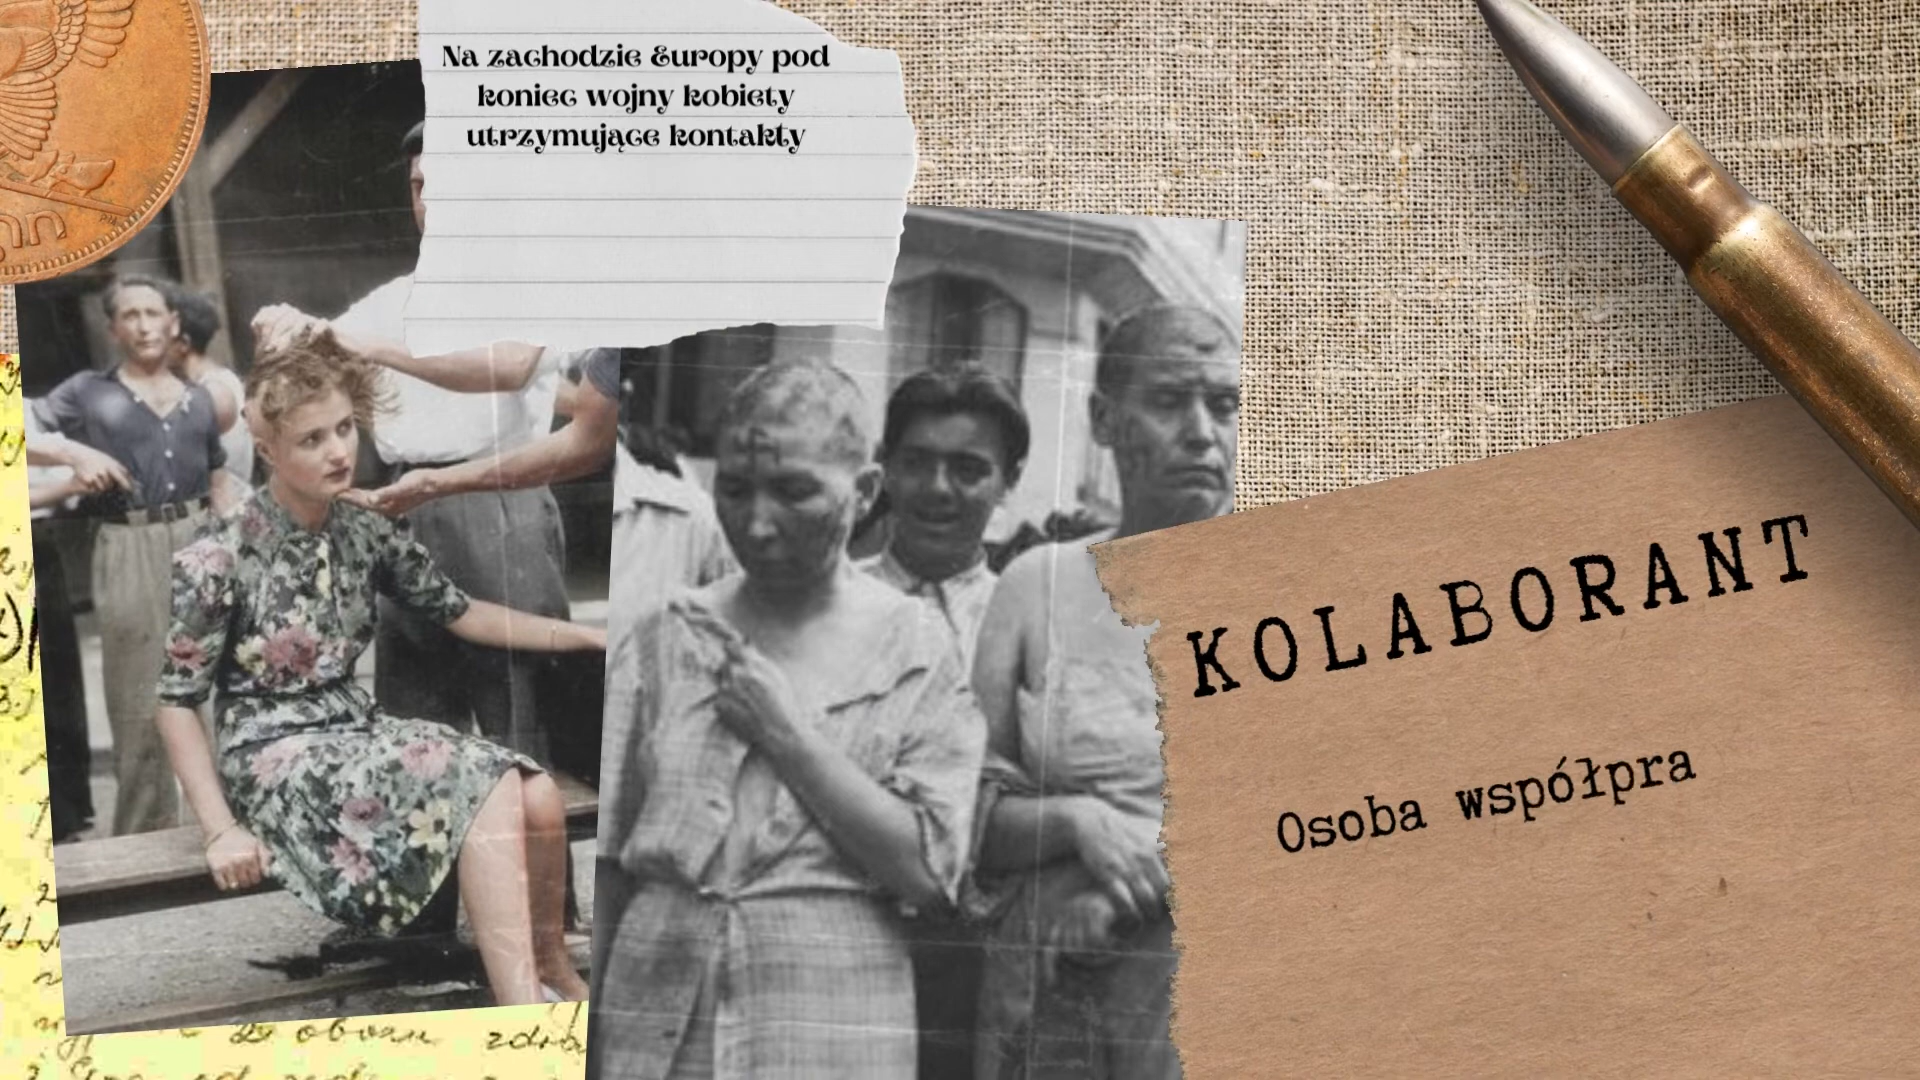 Na zachodzie Europy pod
koniec wojny kobiety
utrzymujące kontakty
KOLABORANT
Osoba współpra